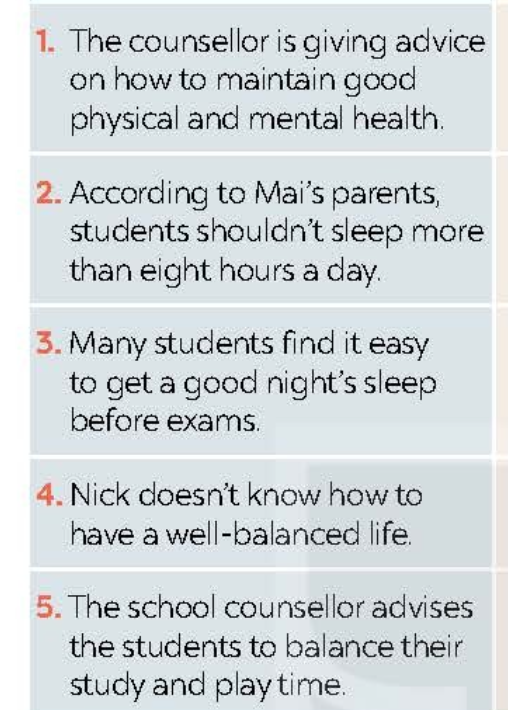 1. The counsellor is giving advice
on how to maintain good
physical and mental health.
2. According to Mai's parents,
students shouldn't sleep more
than eight hours a day.
3. Many students find it easy
to get a good night's sleep
before exams.
4. Nick doesn't know how to
have a well-balanced life.
5. The school counsellor advises
the students to balance their
study and play time.